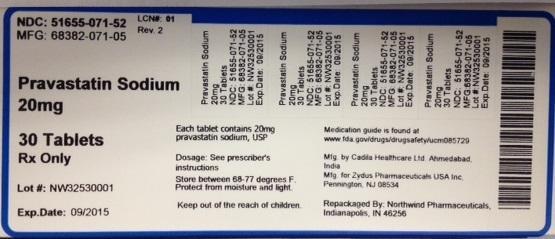 NDC: 51655-071-52
MFG: 68382-071-05
LCN#: 01
Rev. 2
Pravastatin Sodium
20mg
30 Tablets
Rx Only
Lot #: NW32530001
Exp.Date: 09/2015
Pravastatin Sodium
20mg
30 Tablets
NDC: 51655-071-52
MFG: 68382-071-05
Lot #: NW32530001
Exp.Date: 09/2015
Pravastatin Sodium
20mg
30 Tablets
NDC: 51655-071-52
MFG: 68382-071-05
Lot #: NW32530001
Exp.Date: 09/2015
Pravastatin Sodium
20mg
30 Tablets
NDC: 51655-071-52
MFG: 68382-071-05
Lot #: NW32530001
Exp.Date: 09/2015
Pravastatin Sodium
20mg
30 Tablets
NDC: 51655-071-52
MFG: 68382-071-05
Lot #: NW32530001
Exp.Date: 09/2015
Each tablet contains 20mg
pravastatin sodium, USP
Dosage: See prescriber's
instructions
Store between 68-77 degrees F.
Protect from moisture and light.
Keep out of the reach of children.
Medication guide is found at
www.fda.gov/drugs/drugsafety/ucm085729
Mfg. by Cadila Healthcare Ltd. Ahmedabad,
India
Mfg. for Zydus Pharmaceuticals USA Inc.
Pennington, NJ 08534
Repackaged By: Northwind Pharmaceuticals,
Indianapolis, IN 46256